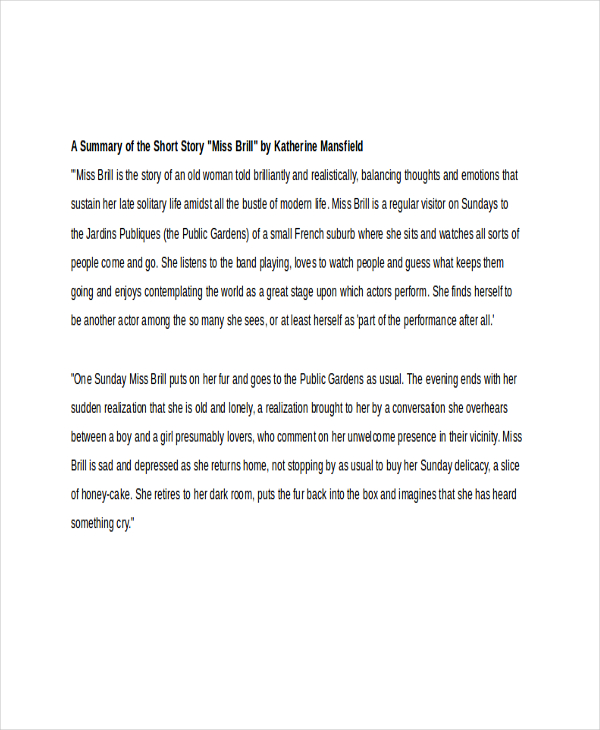 A Summary of the Short Story "Miss Brill" by Katherine Mansfield
"'Miss Brill is the story of an old woman told brilliantly and realistically, balancing thoughts and emotions that
sustain her late solitary life amidst all the bustle of modern life. Miss Brill is a regular visitor on Sundays to
the Jardins Publiques (the Public Gardens) of a small French suburb where she sits and watches all sorts of
people come and go. She listens to the band playing, loves to watch people and guess what keeps them
going and enjoys contemplating the world as a great stage upon which actors perform. She finds herself to
be another actor among the so many she sees, or at least herself as 'part of the performance after all.'
"One Sunday Miss Brill puts on her fur and goes to the Public Gardens as usual. The evening ends with her
sudden realization that she is old and lonely, a realization brought to her by a conversation she overhears
between a boy and a girl presumably lovers, who comment on her unwelcome presence in their vicinity. Miss
Brill is sad and depressed as she returns home, not stopping by as usual to buy her Sunday delicacy, a slice
of honey-cake. She retires to her dark room, puts the fur back into the box and imagines that she has heard
something cry."